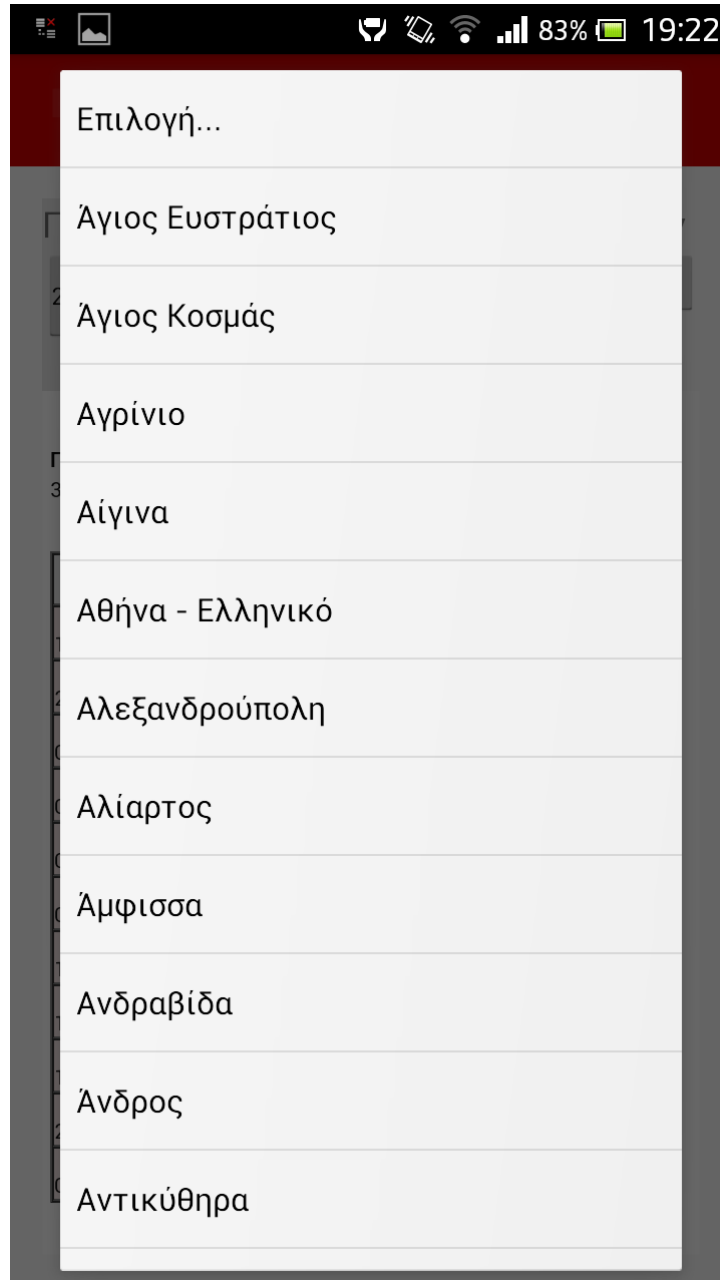 83% 19:22
Επιλογή...
Άγιος Ευστράτιος
Άγιος Κοσμάς
Αγρίνιο
Αίγινα
Αθήνα - Ελληνικό
Αλεξανδρούπολη
Αλίαρτος
Άμφισσα
Ανδραβίδα
Άνδρος
Αντικύθηρα